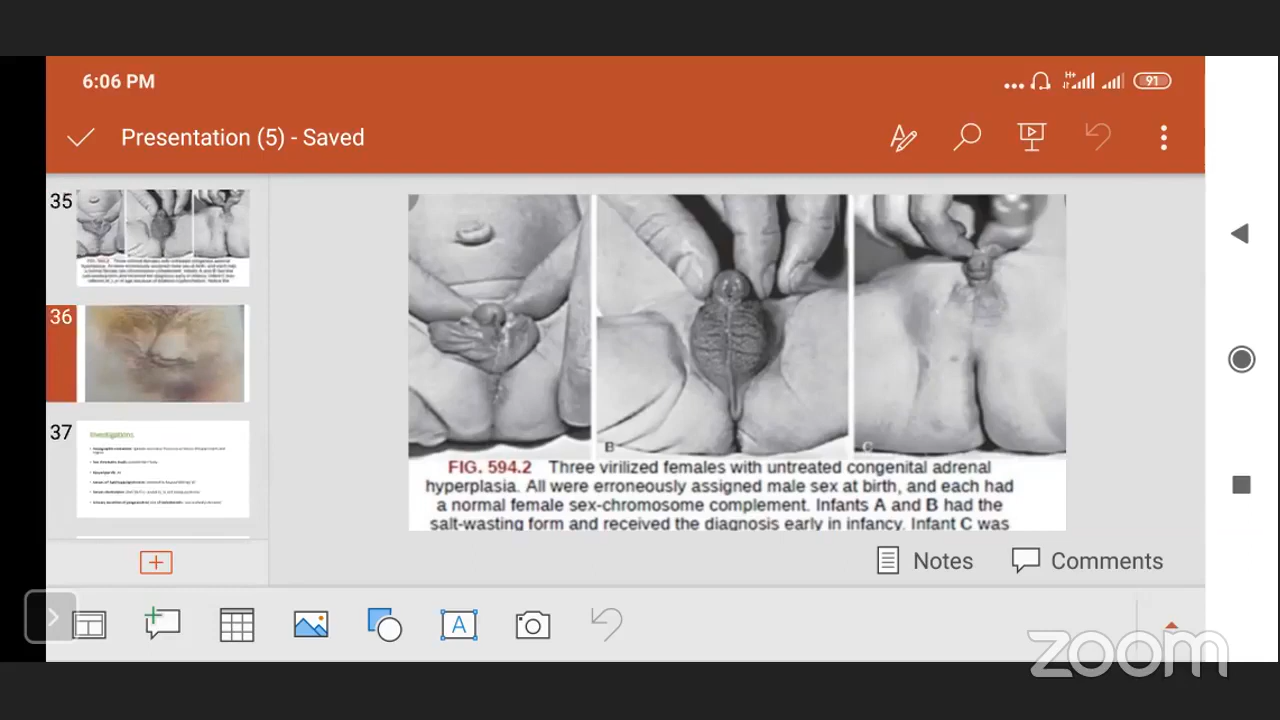 6:06 PM
H+
91
Presentation (5) - Saved
35
36
37
Investigations
B
C
FIG. 594.2 Three virilized females with untreated congenital adrenal
hyperplasia. All were erroneously assigned male sex at birth, and each had
a normal female sex-chromosome complement. Infants A and B had the
salt-wasting form and received the diagnosis early in infancy. Infant C was
Notes
Comments
A
zoom